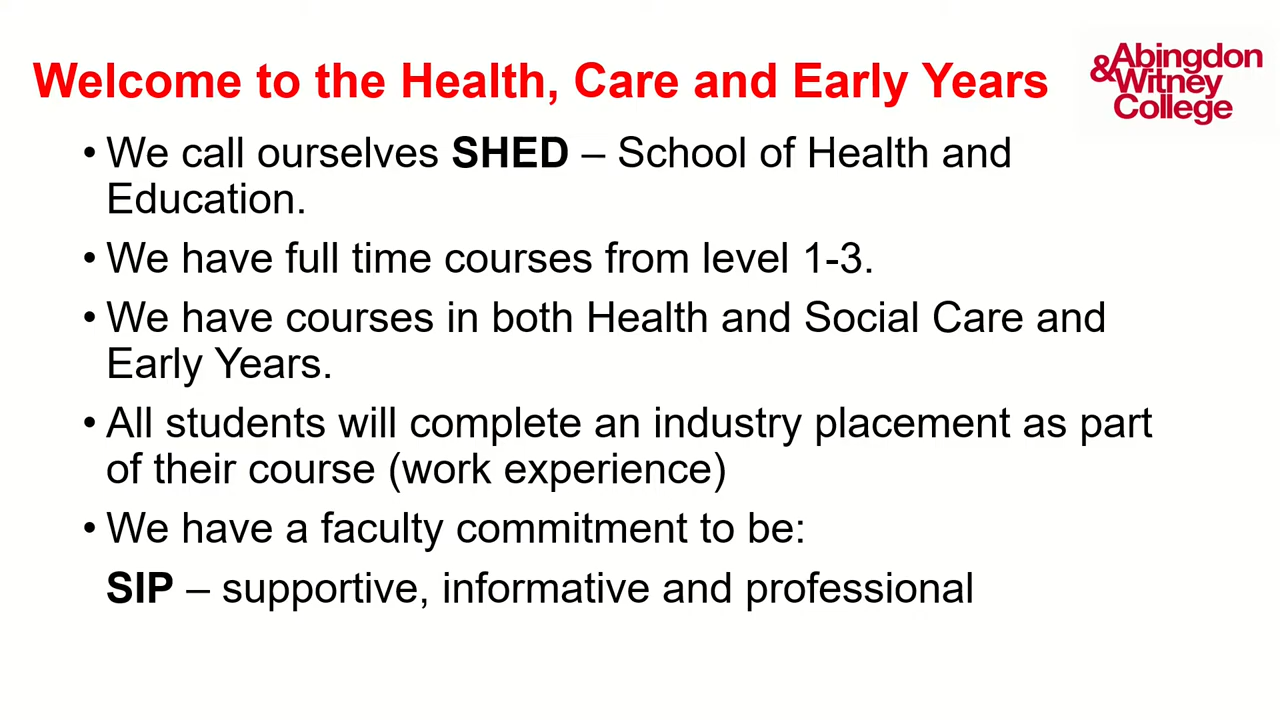 Welcome to the Health, Care and Early Years
Abingdon
&Witney
College
• We call ourselves SHED – School of Health and
Education.
• We have full time courses from level 1-3.
• We have courses in both Health and Social Care and
Early Years.
• All students will complete an industry placement as part
of their course (work experience)
• We have a faculty commitment to be:
SIP – supportive, informative and professional